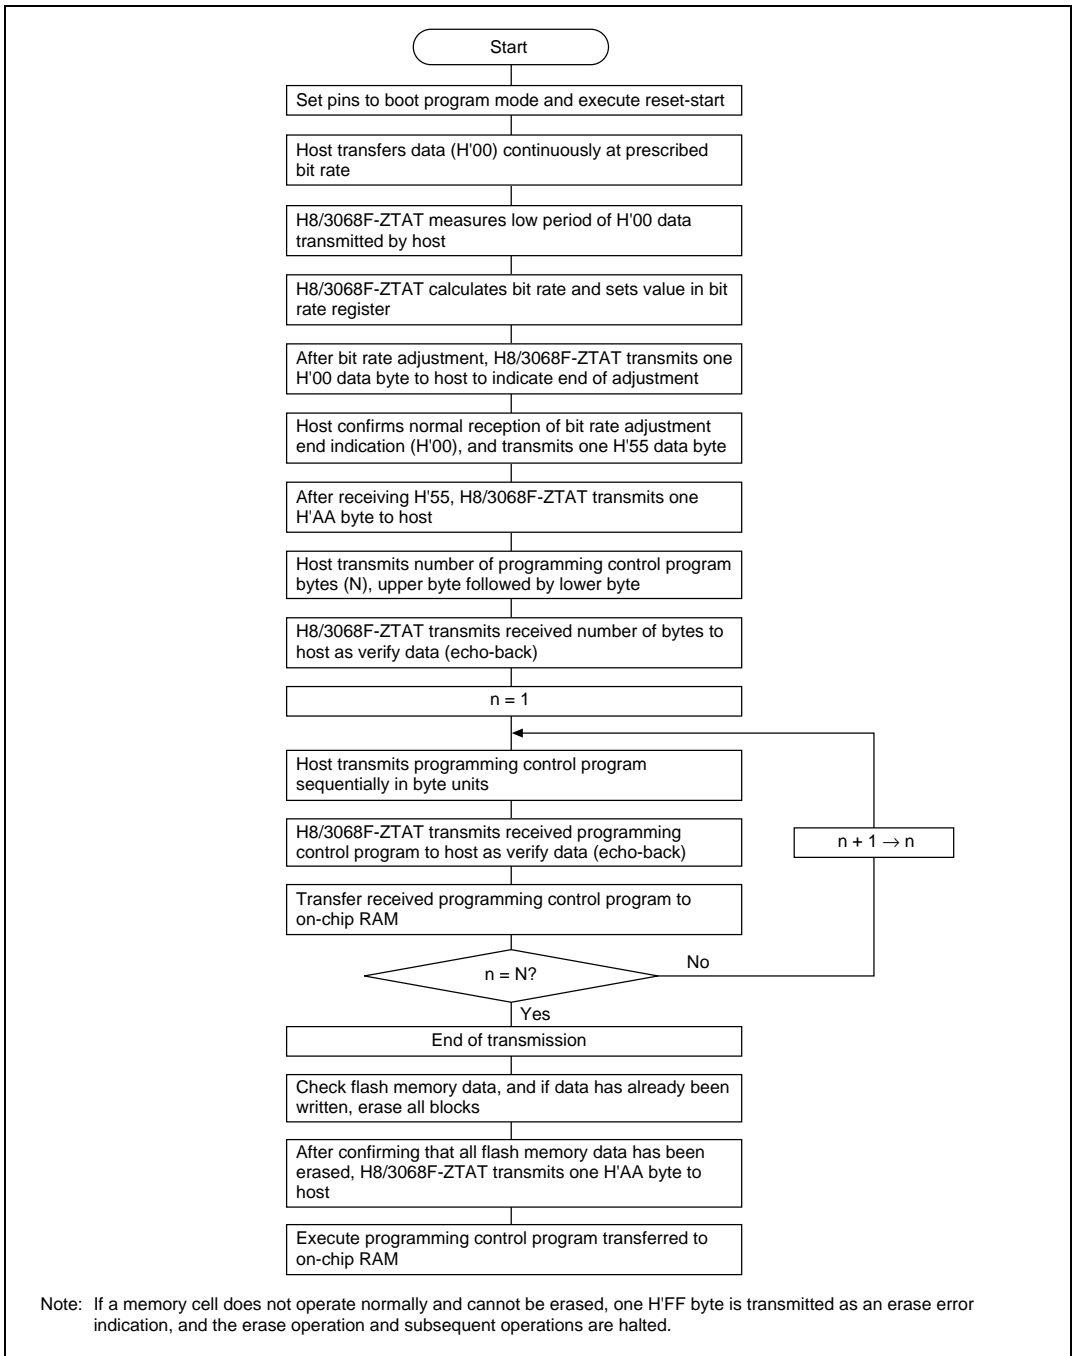 Start
Set pins to boot program mode and execute reset-start
Host transfers data (H'00) continuously at prescribed
bit rate
H8/3068F-ZTAT measures low period of H'00 data
transmitted by host
H8/3068F-ZTAT calculates bit rate and sets value in bit
rate register
After bit rate adjustment, H8/3068F-ZTAT transmits one
H'00 data byte to host to indicate end of adjustment
Host confirms normal reception of bit rate adjustment
end indication (H'00), and transmits one H'55 data byte
After receiving H'55, H8/3068F-ZTAT transmits one
H'AA byte to host
Host transmits number of programming control program
bytes (N), upper byte followed by lower byte
H8/3068F-ZTAT transmits received number of bytes to
host as verify data (echo-back)
n = 1
Host transmits programming control program
sequentially in byte units
H8/3068F-ZTAT transmits received programming
control program to host as verify data (echo-back)
n + 1 → n
Transfer received programming control program to
on-chip RAM
n = N?
No
Yes
End of transmission
Check flash memory data, and if data has already been
written, erase all blocks
After confirming that all flash memory data has been
erased, H8/3068F-ZTAT transmits one H'AA byte to
host
Execute programming control program transferred to
on-chip RAM
Note: If a memory cell does not operate normally and cannot be erased, one H'FF byte is transmitted as an erase error
indication, and the erase operation and subsequent operations are halted.